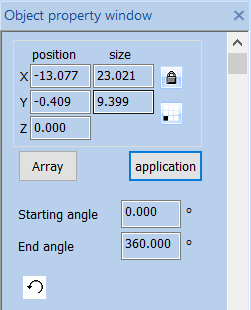 Object property window
position size
X -13.077 23.021
Y -0.409 9.399
Z 0.000
Array application
Starting angle 0.000 °
End angle 360.000 °